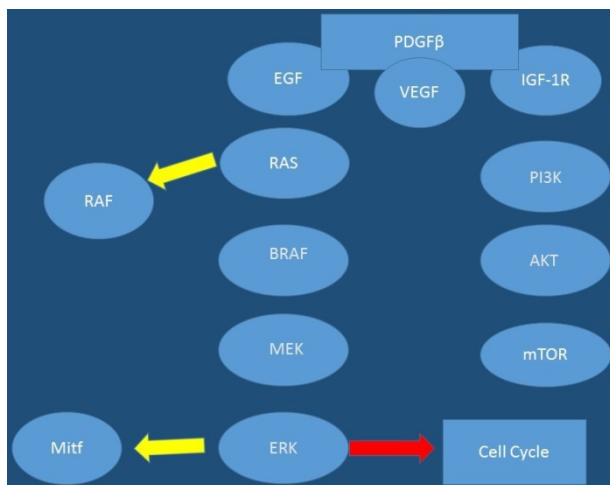 PDGFβ
EGF
VEGF
IGF-1R
RAS
PI3K
RAF
BRAF
AKT
MEK
mTOR
Mitf
ERK
Cell Cycle